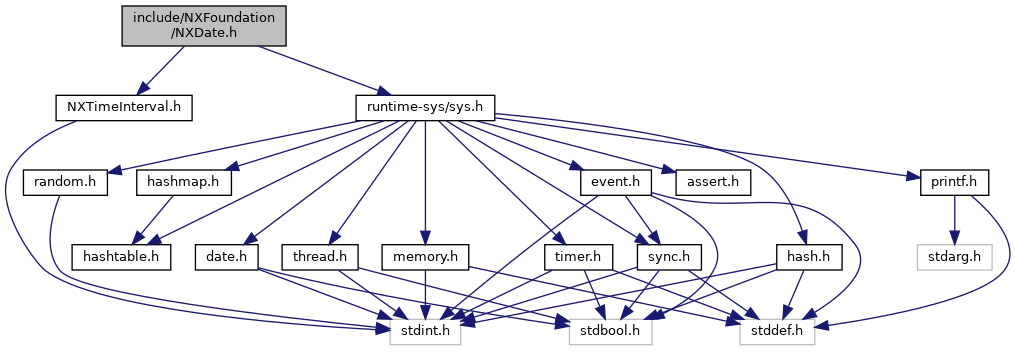 include/NXFoundation
/NXDate.h
NXTimeInterval.h
runtime-sys/sys.h
random.h
hashmap.h
event.h
assert.h
printf.h
hashtable.h
date.h
thread.h
memory.h
timer.h
sync.h
hash.h
stdarg.h
stdint.h
stdbool.h
stddef.h